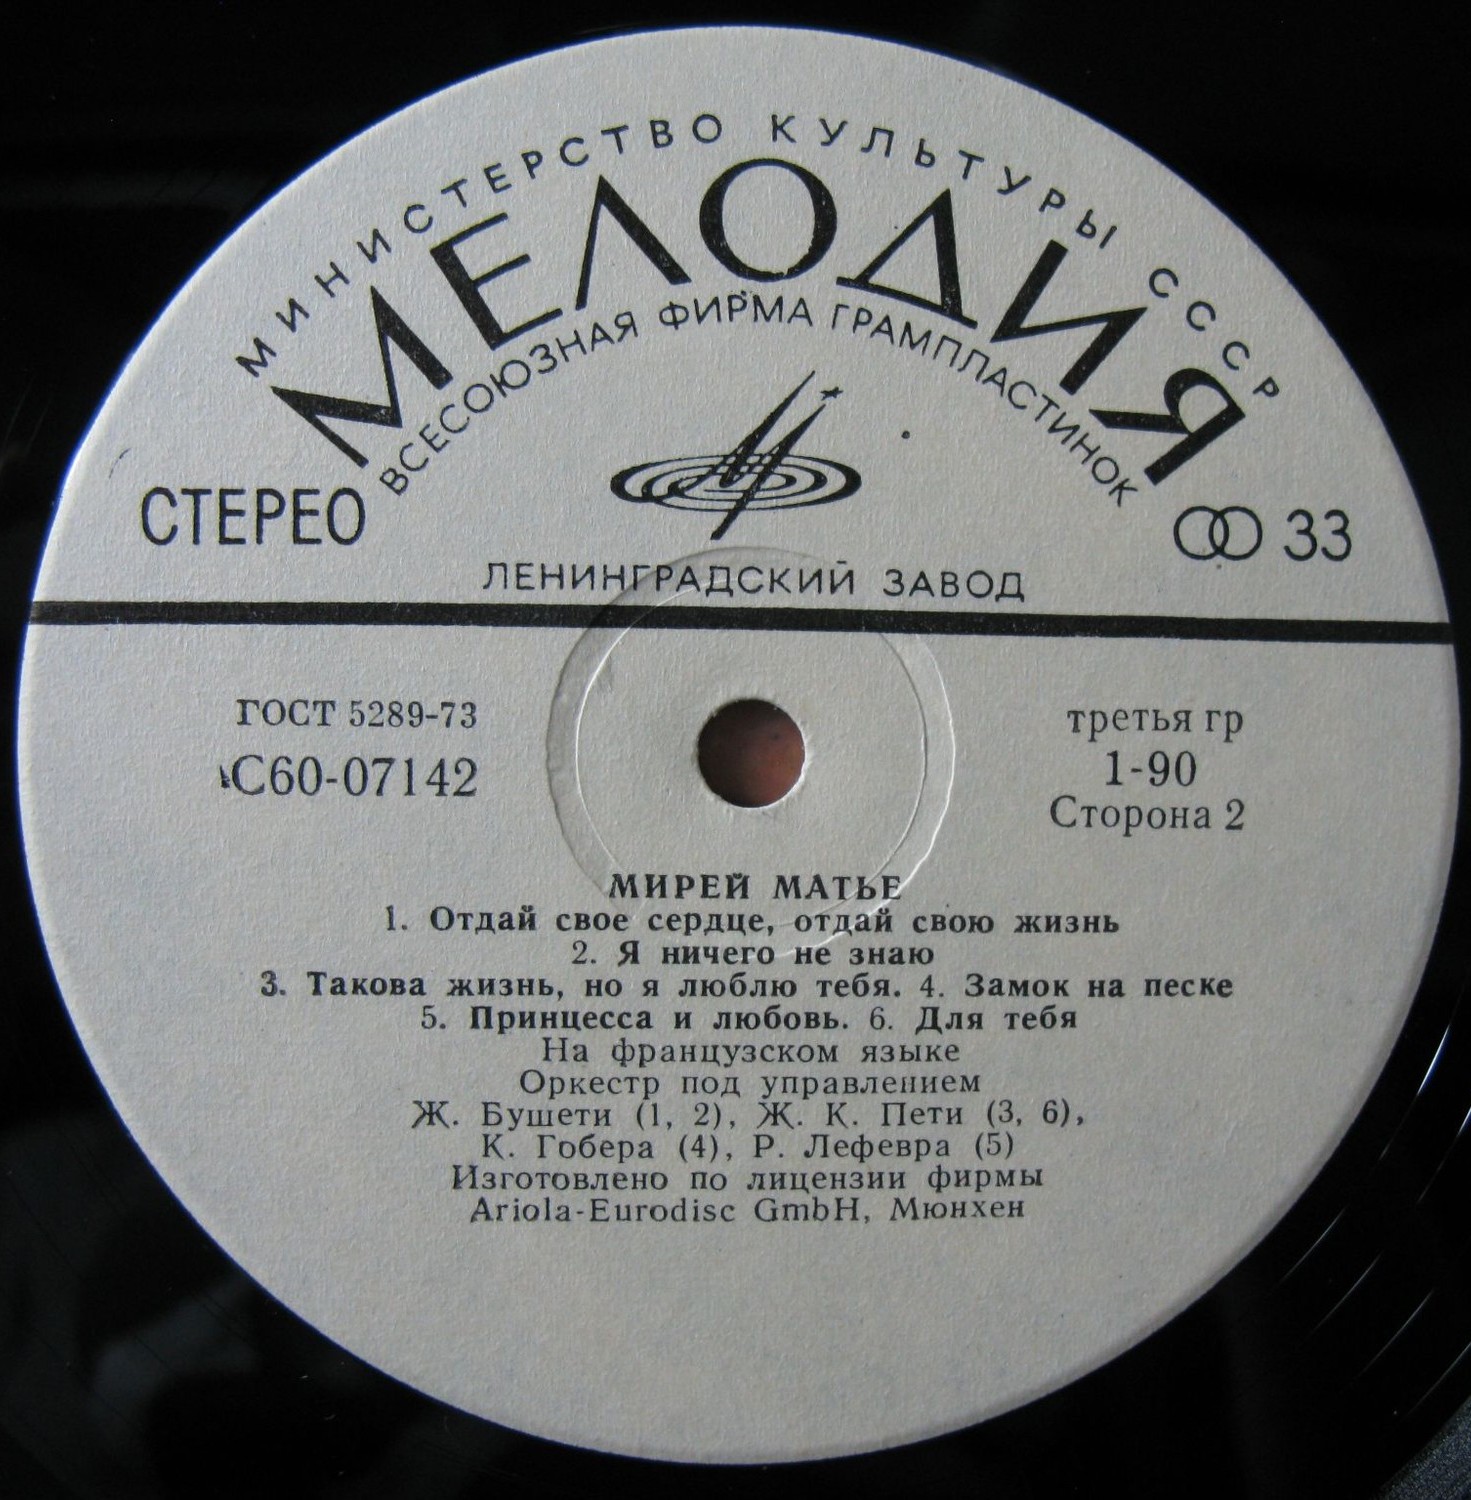 МИНИСТЕРСТВО КУЛЬТУРЫ СССР
МЕЛОДИЯ
ВСЕСОЮЗНАЯ ФИРМА ГРАМПЛАСТИНОК
СТЕРЕО
33
ЛЕНИНГРАДСКИЙ ЗАВОД
ГОСТ 5289-73
С60-07142
третья гр
1-90
Сторона 2
МИРЕЙ МАТЬЕ
1. Отдай свое сердце, отдай свою жизнь
2. Я ничего не знаю
3. Такова жизнь, но я люблю тебя. 4. Замок на песке
5. Принцесса и любовь. 6. Для тебя
На французском языке
Оркестр под управлением
Ж. Бушети (1, 2), Ж. К. Пети (3, 6),
К. Гобера (4), Р. Лефевра (5)
Изготовлено по лицензии фирмы
Ariola-Eurodisc GmbH, Мюнхен